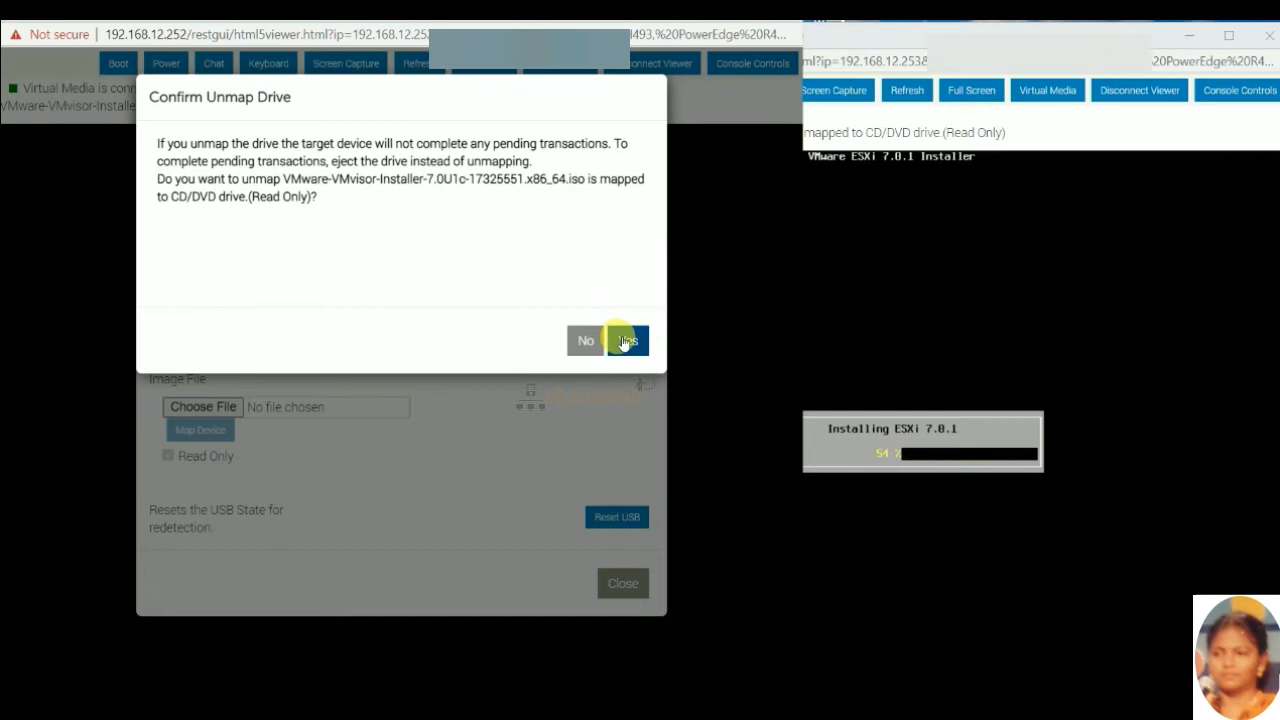 Not secure | 192.168.12.252/restgui/html5viewer.html?ip=192.168.12.25
l493,%20PowerEdge%20R4...
Boot
Power
Chat
Keyboard
Screen Capture
Refre
onnect Viewer
Console Controls
Virtual Media is conn
VMware-VMvisor-Installe
Confirm Unmap Drive
If you unmap the drive the target device will not complete any pending transactions. To
complete pending transactions, eject the drive instead of unmapping.
Do you want to unmap VMware-VMvisor-Installer-7.0U1c-17325551.x86_64.iso is mapped
to CD/DVD drive.(Read Only)?
No
Yes
Image File
Choose File No file chosen
Map Device
Read Only
Resets the USB State for
redetection.
Reset USB
Close
ml?ip=192.168.12.253&
20PowerEdge%20R4...
Screen Capture
Refresh
Full Screen
Virtual Media
Disconnect Viewer
Console Controls
mapped to CD/DVD drive.(Read Only)
VMware ESXi 7.0.1 Installer
Installing ESXi 7.0.1
54 %